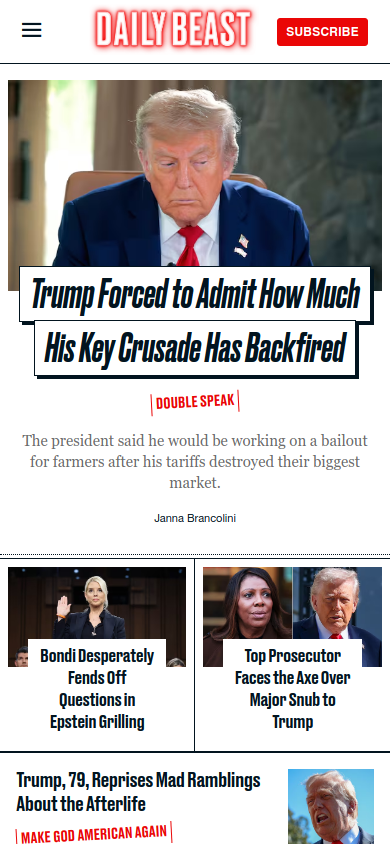 DAILY BEAST
SUBSCRIBE
Trump Forced to Admit How Much
His Key Crusade Has Backfired
DOUBLE SPEAK
The president said he would be working on a bailout
for farmers after his tariffs destroyed their biggest
market.
Janna Brancolini
Bondi Desperately
Fends Off
Questions in
Epstein Grilling
Top Prosecutor
Faces the Axe Over
Major Snub to
Trump
Trump, 79, Reprises Mad Ramblings
About the Afterlife
MAKE GOD AMERICAN AGAIN